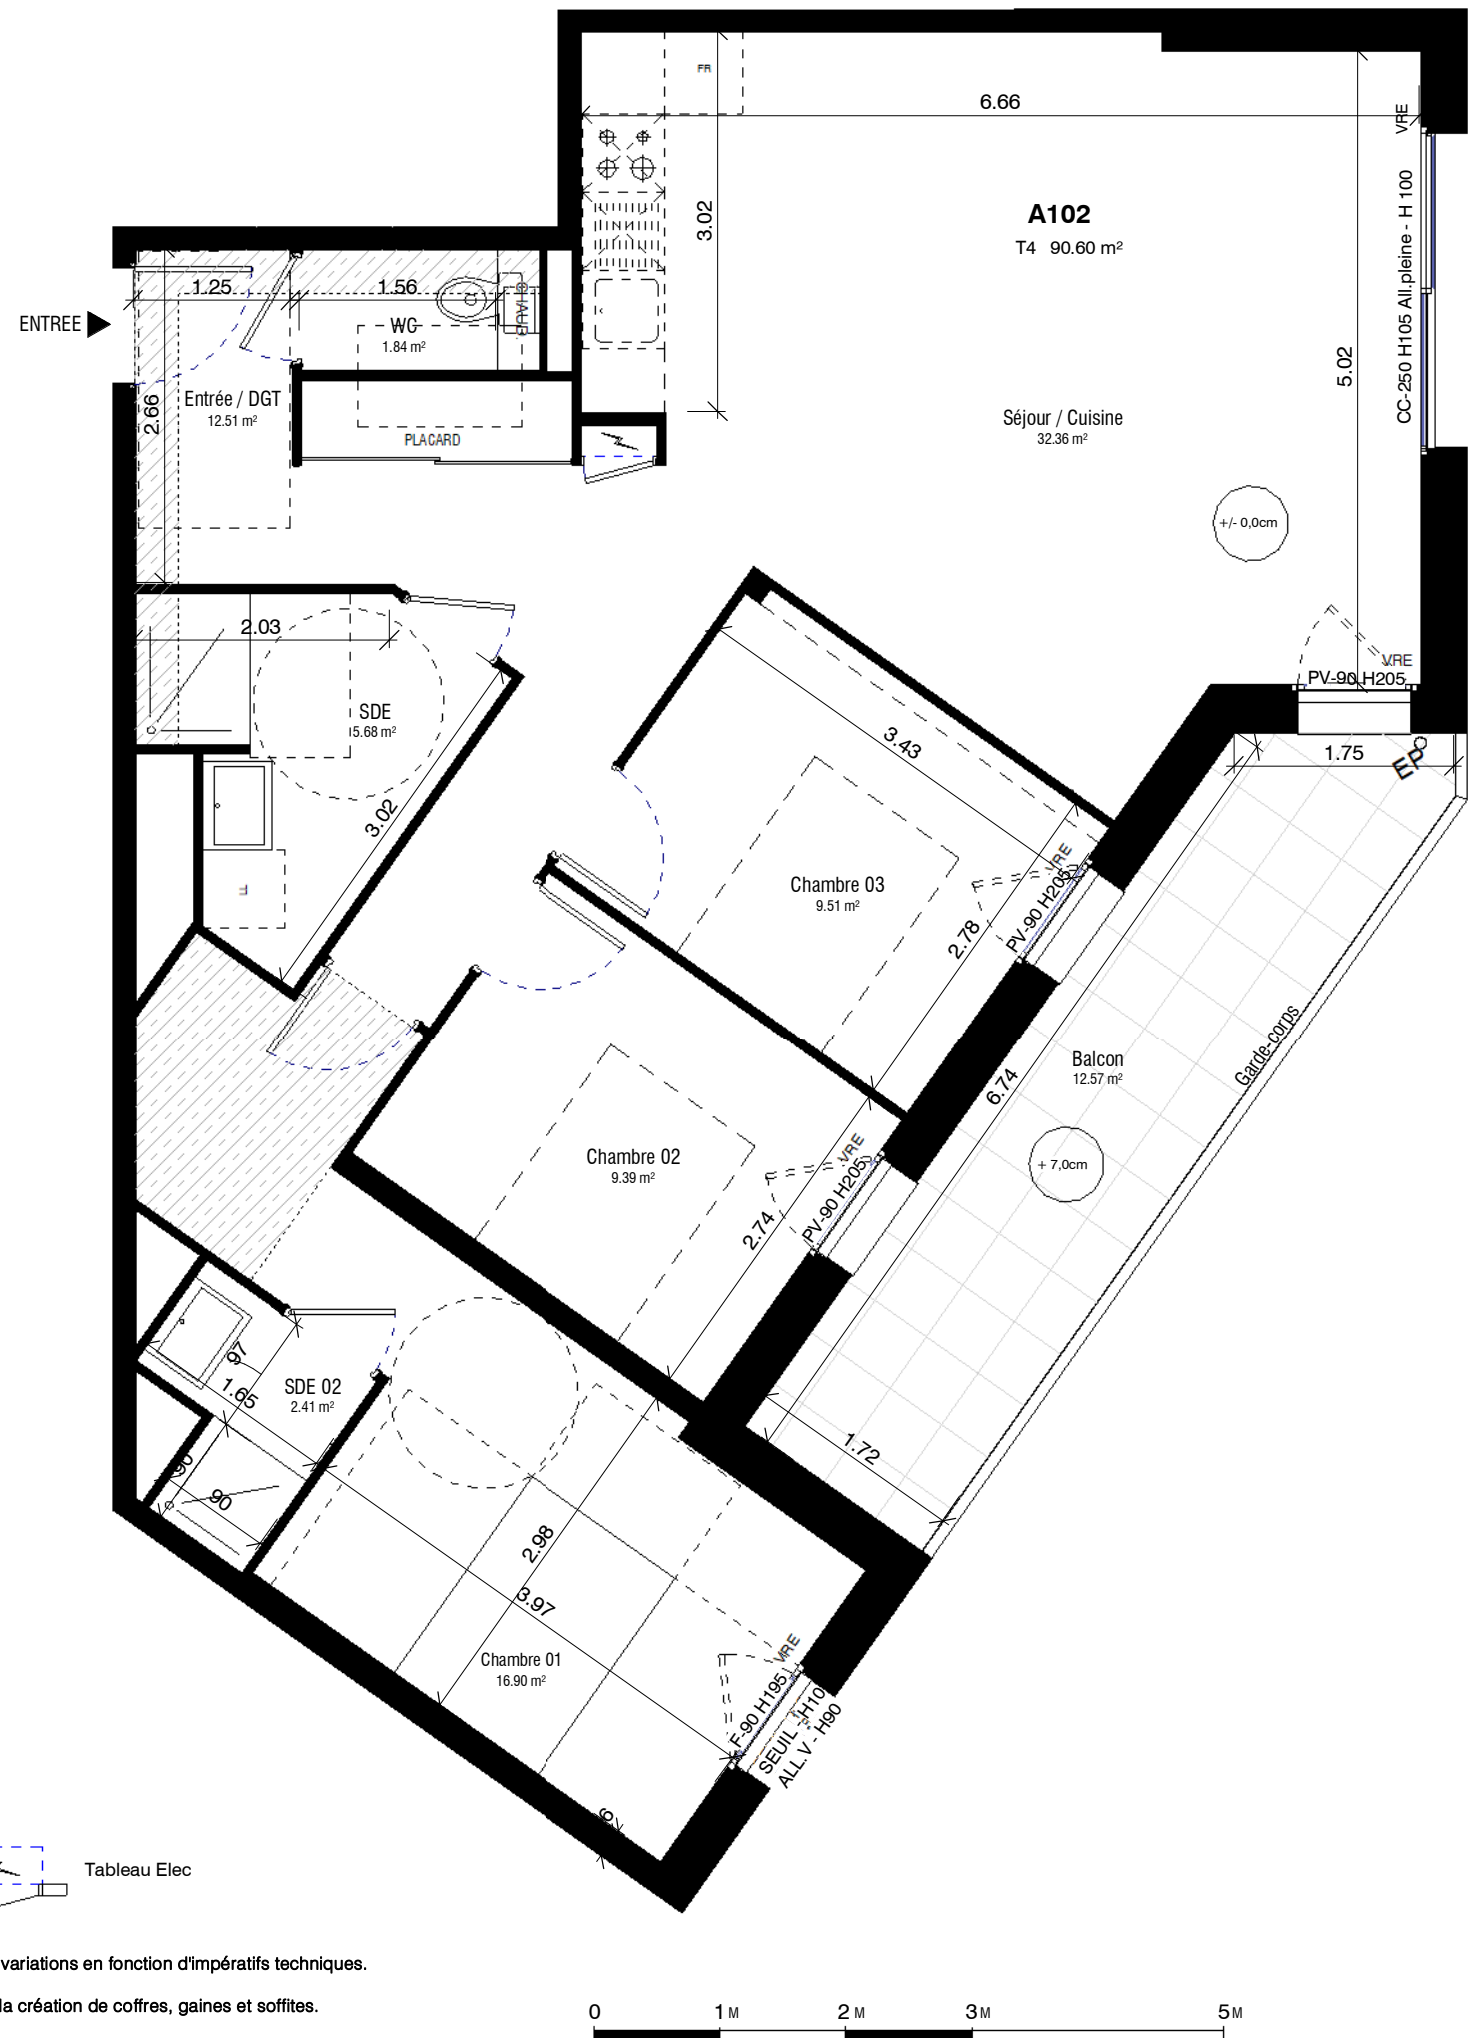 FR
6.66
VRE
A102
T4 90.60 m²
3.02
CC-250 H105 All.pleine - H 100
5.02
1.25
1.56
CHAUD.
ENTREE
WC
1.84 m²
Entrée / DGT
12.51 m²
2.66
PLACARD
Séjour / Cuisine
32.36 m²
+/- 0,0cm
2.03
VRE
PV-90 H205
SDE
5.68 m²
3.43
1.75
EP
3.02
LL
VRE
PV-90 H205
Chambre 03
9.51 m²
2.78
Garde-corps
Balcon
12.57 m²
6.74
VRE
PV-90 H205
Chambre 02
9.39 m²
+ 7,0cm
2.74
97
1.65
SDE 02
2.41 m²
90
90
1.72
2.98
3.97
Chambre 01
16.90 m²
VRE
F-90 H195
SEUIL - H10
ALL.V - H90
Tableau Elec
variations en fonction d'impératifs techniques.
la création de coffres, gaines et soffites.
0 1 M 2 M 3 M 5 M